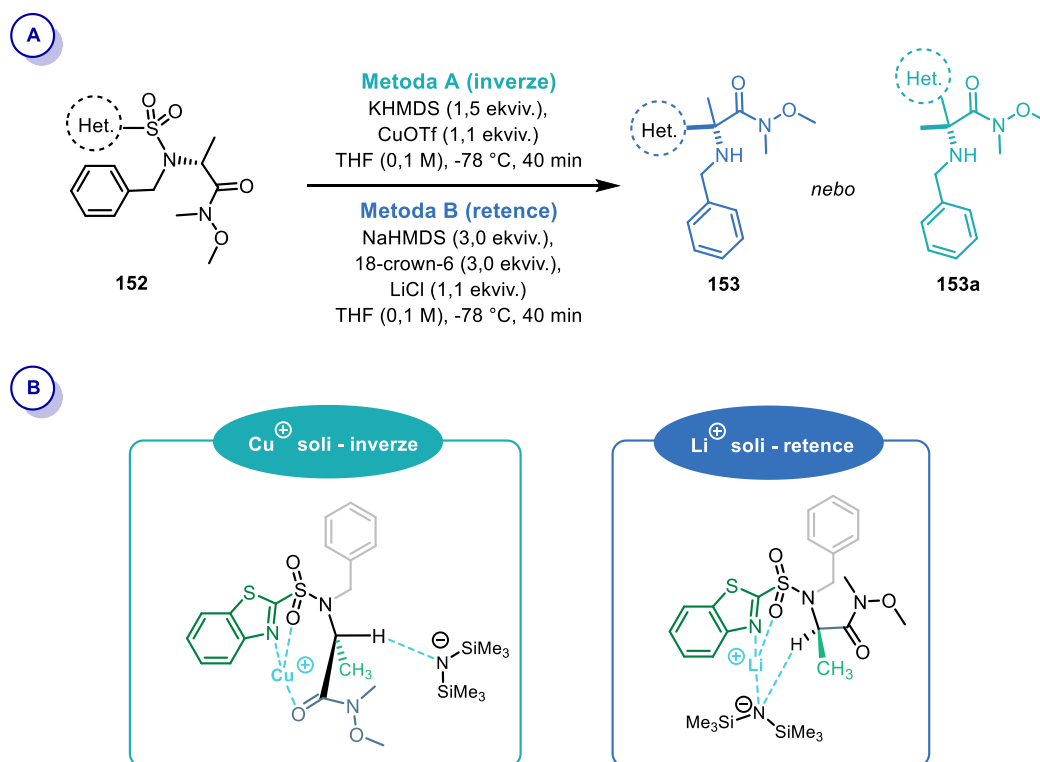 A
Metoda A (inverze)
KHMDS (1,5 ekviv.),
CuOTf (1,1 ekviv.)
THF (0,1 M), -78 °C, 40 min
Metoda B (retence)
NaHMDS (3,0 ekviv.),
18-crown-6 (3,0 ekviv.),
LiCl (1,1 ekviv.)
THF (0,1 M), -78 °C, 40 min
Het.
O
O
S
N
O
N
O
152
Het.
O
N
O
NH
153
nebo
Het.
O
N
O
NH
153a
B
Cu⊕ soli - inverze
S
N
O
S
O
N
H
CH3
Cu ⊕
O
N
O
⊖
N
SiMe3
SiMe3
Li⊕ soli - retence
S
N
O
S
O
N
N
O
O
H
CH3
⊕
Li
⊖
N
Me3Si
SiMe3